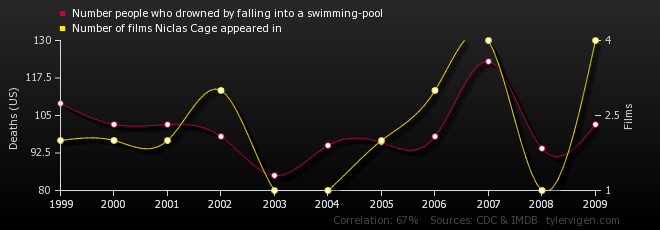 Number people who drowned by falling into a swimming-pool
Number of films Niclas Cage appeared in
130
117.5
105
92.5
80
Deaths (US)
4
2.5
1
Films
1999 2000 2001 2002 2003 2004 2005 2006 2007 2008 2009
Correlation: 67% Sources: CDC & IMDB tylervigen.com